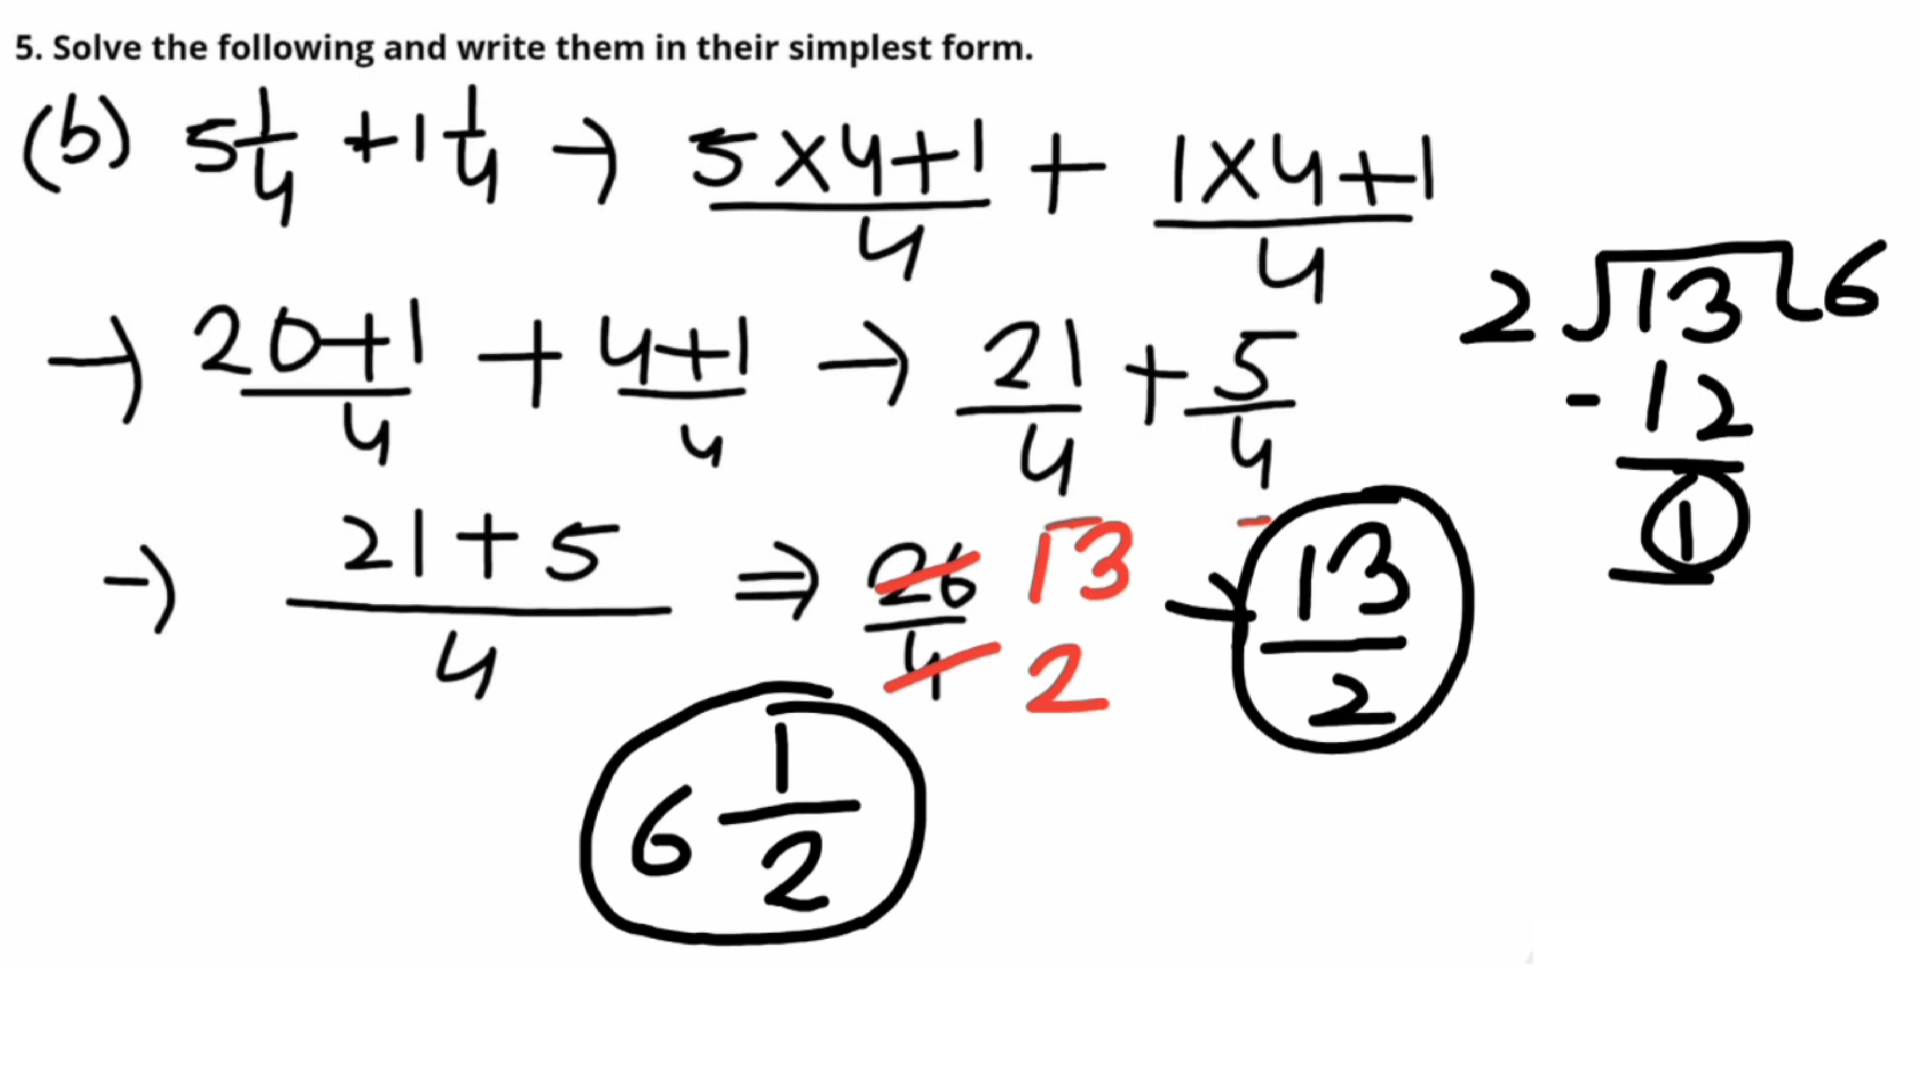 5. Solve the following and write them in their simplest form.
(b) 5 1/4 + 1 1/4 → 5×4+1/4 + 1×4+1/4
→ 20+1/4 + 4+1/4 → 21/4 + 5/4
→ 21+5/4 ⇒ 26/4 13/2 → 13/2
6 1/2
2 13 6
-12
1